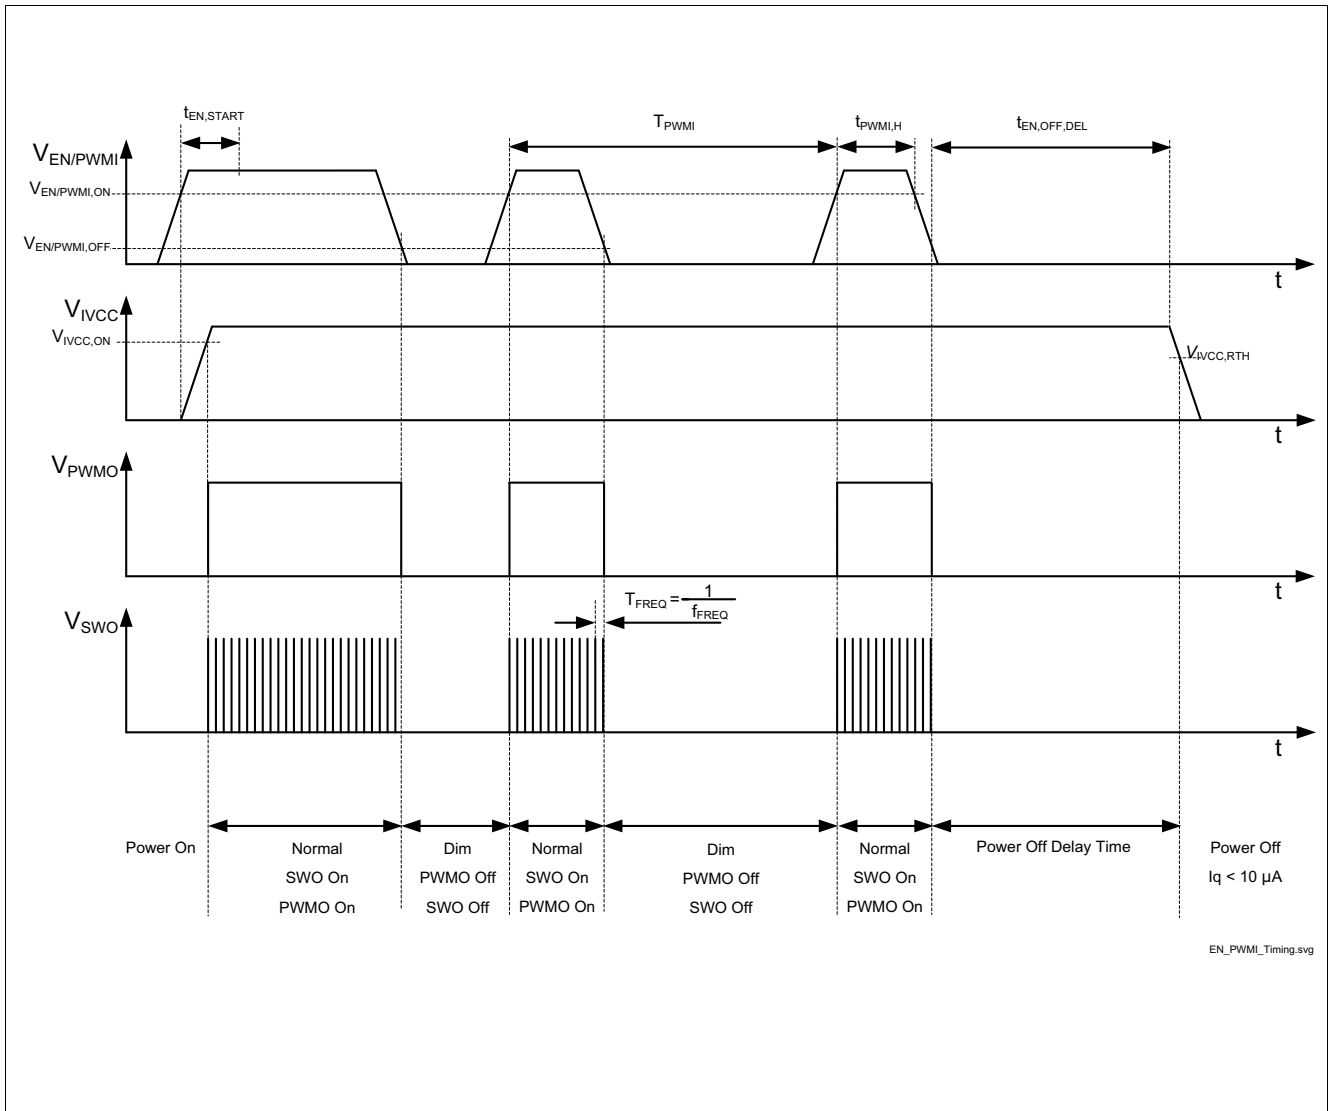 tEN,START
TPWMI
tPWMI,H
tEN,OFF,DEL
VEN/PWMI
VEN/PWMI,ON
VEN/PWMI,OFF
t
VIVCC
VIVCC,ON
VIVCC,RTH
t
VPWMO
t
TFREQ = 1
fFREQ
VSWO
t
Power On
Normal
SWO On
PWMO On
Dim
PWMO Off
SWO Off
Normal
SWO On
PWMO On
Dim
PWMO Off
SWO Off
Normal
SWO On
PWMO On
Power Off Delay Time
Power Off
Iq < 10 µA
EN_PWMI_Timing.svg